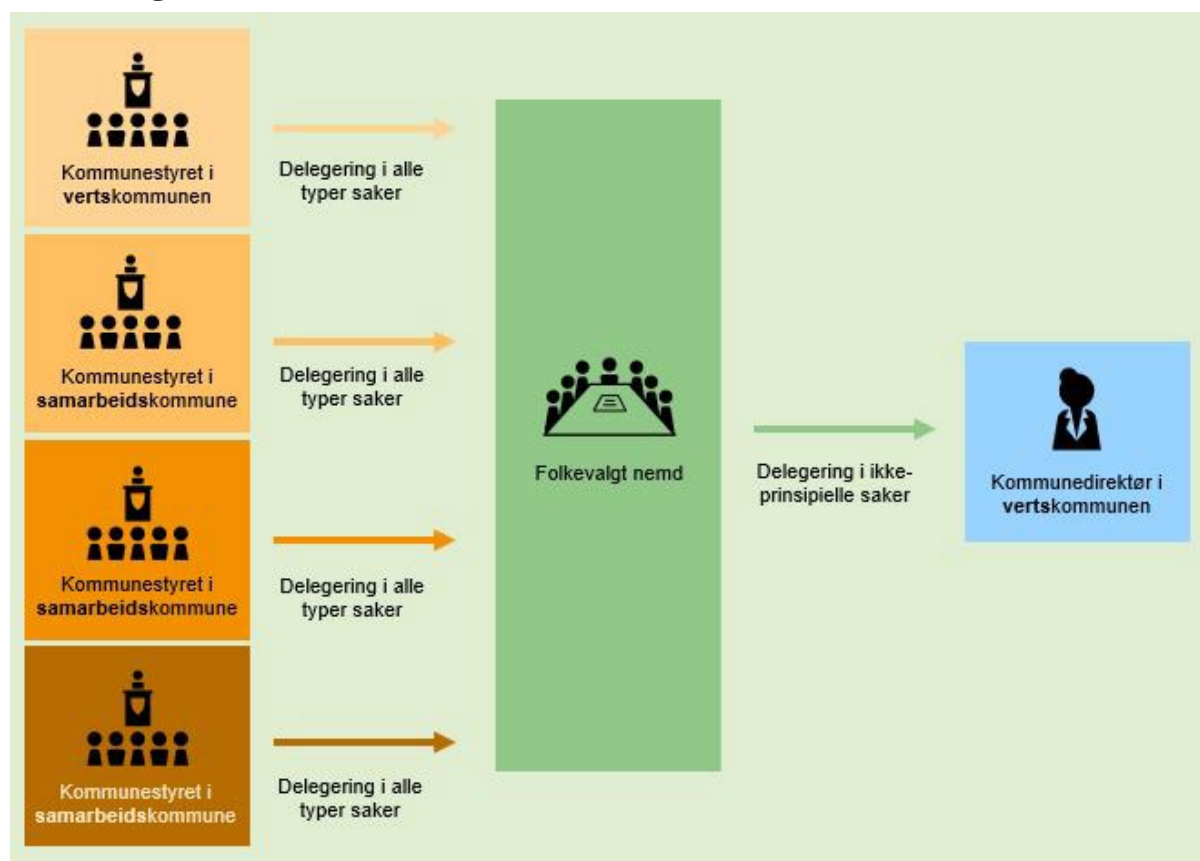 Kommunestyret i
vertskommunen
Delegering i alle
typer saker
Kommunestyret i
samarbeidskommune
Delegering i alle
typer saker
Kommunestyret i
samarbeidskommune
Delegering i alle
typer saker
Kommunestyret i
samarbeidskommune
Delegering i alle
typer saker
Folkevalgt nemd
Delegering i ikke-
prinsipielle saker
Kommunedirektør i
vertskommunen